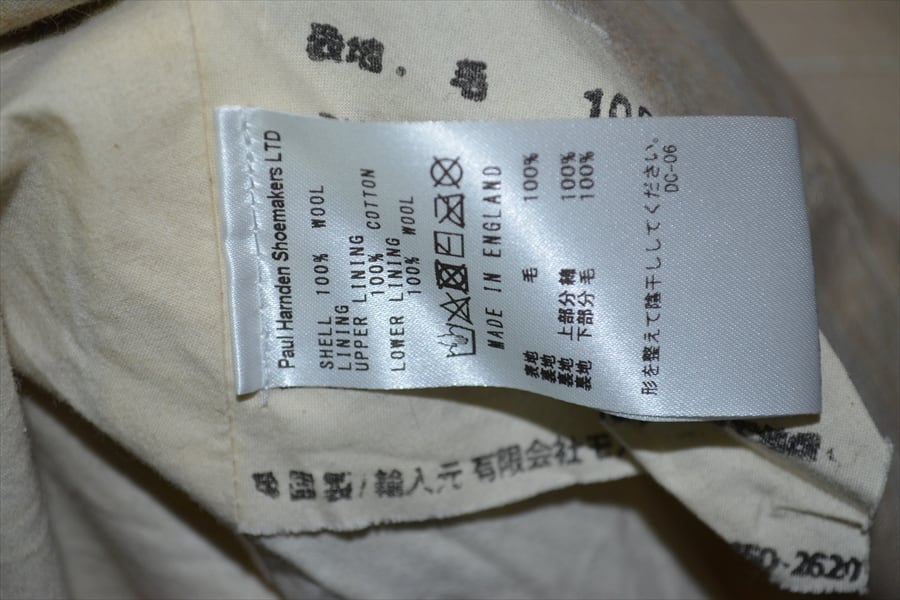 Paul Harnden Shoemakers LTD
SHELL 100% WOOL
LINING
UPPER LINING
100% COTTON
LOWER LINING
100% WOOL
MADE IN ENGLAND
表地 毛 100%
裏地
裏地 上部分 綿 100%
裏地 下部分 毛 100%
形を整えて陰干ししてください。
DC-06
輸入元 有限会社
2620